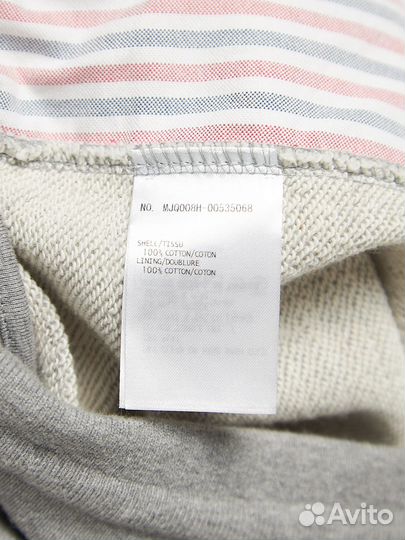 NO. MJQ008H-00535068
SHELL/TISSU
100% COTTON/COTON
LINING/DOUBLURE
100% COTTON/COTON
Avito